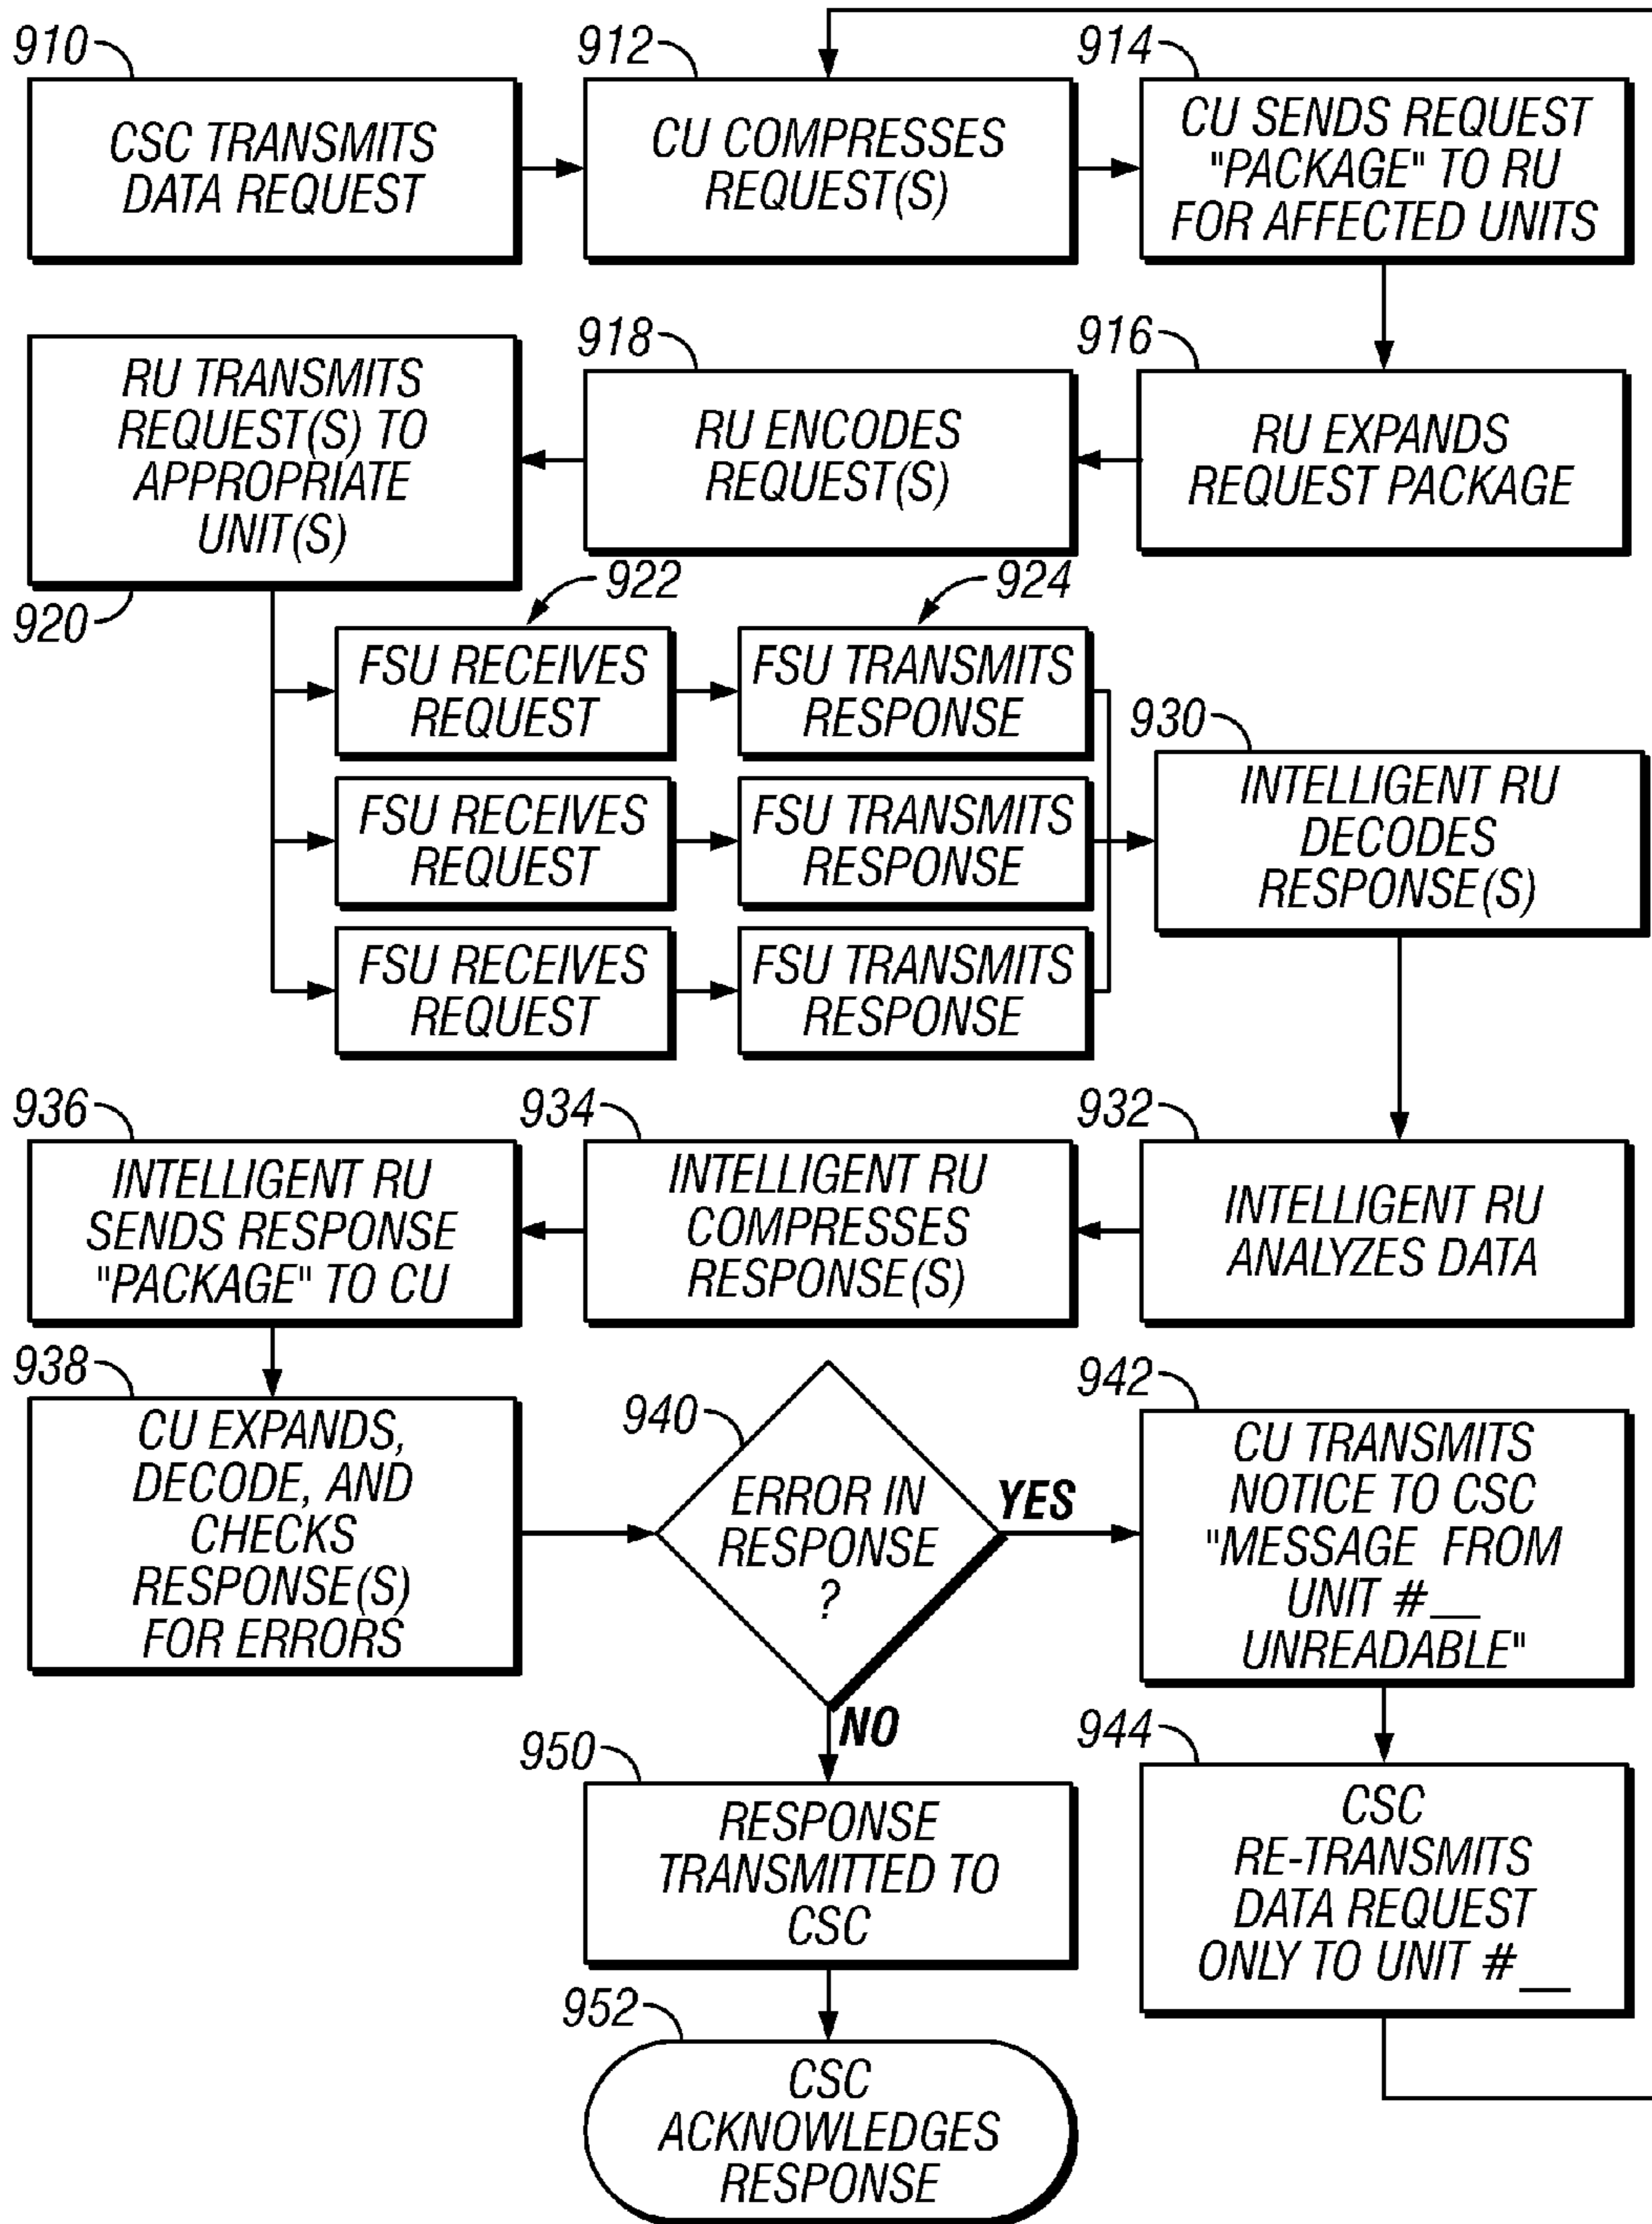 910
CSC TRANSMITS
DATA REQUEST
912
CU COMPRESSES
REQUEST(S)
914
CU SENDS REQUEST
"PACKAGE" TO RU
FOR AFFECTED UNITS
916
RU EXPANDS
REQUEST PACKAGE
918
RU ENCODES
REQUEST(S)
RU TRANSMITS
REQUEST(S) TO
APPROPRIATE
UNIT(S)
920
922
924
FSU RECEIVES
REQUEST
FSU TRANSMITS
RESPONSE
FSU RECEIVES
REQUEST
FSU TRANSMITS
RESPONSE
FSU RECEIVES
REQUEST
FSU TRANSMITS
RESPONSE
930
INTELLIGENT RU
DECODES
RESPONSE(S)
932
INTELLIGENT RU
ANALYZES DATA
934
INTELLIGENT RU
COMPRESSES
RESPONSE(S)
936
INTELLIGENT RU
SENDS RESPONSE
"PACKAGE" TO CU
938
CU EXPANDS,
DECODE, AND
CHECKS
RESPONSE(S)
FOR ERRORS
940
ERROR IN
RESPONSE
?
YES
942
CU TRANSMITS
NOTICE TO CSC
"MESSAGE FROM
UNIT #__
UNREADABLE"
944
CSC
RE-TRANSMITS
DATA REQUEST
ONLY TO UNIT #__
NO
950
RESPONSE
TRANSMITTED TO
CSC
952
CSC
ACKNOWLEDGES
RESPONSE